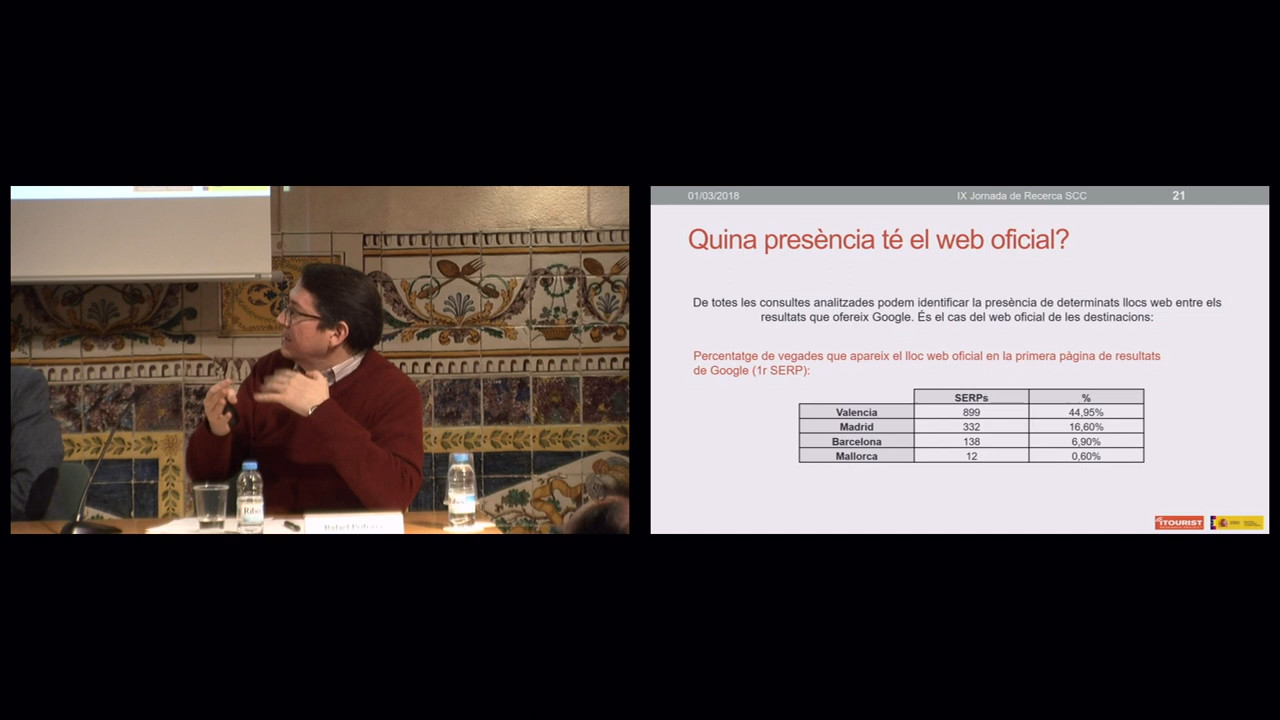 01/03/2018
IX Jornada de Recerca SCC
21
Quina presència té el web oficial?
De totes les consultes analitzades podem identificar la presència de determinats llocs web entre els
resultats que ofereix Google. És el cas del web oficial de les destinacions:
Percentatge de vegades que apareix el lloc web oficial en la primera pàgina de resultats
de Google (1r SERP):
SERPs %
Valencia 899 44,95%
Madrid 332 16,60%
Barcelona 138 6,90%
Mallorca 12 0,60%
iTOURIST
Ribes
Rafael